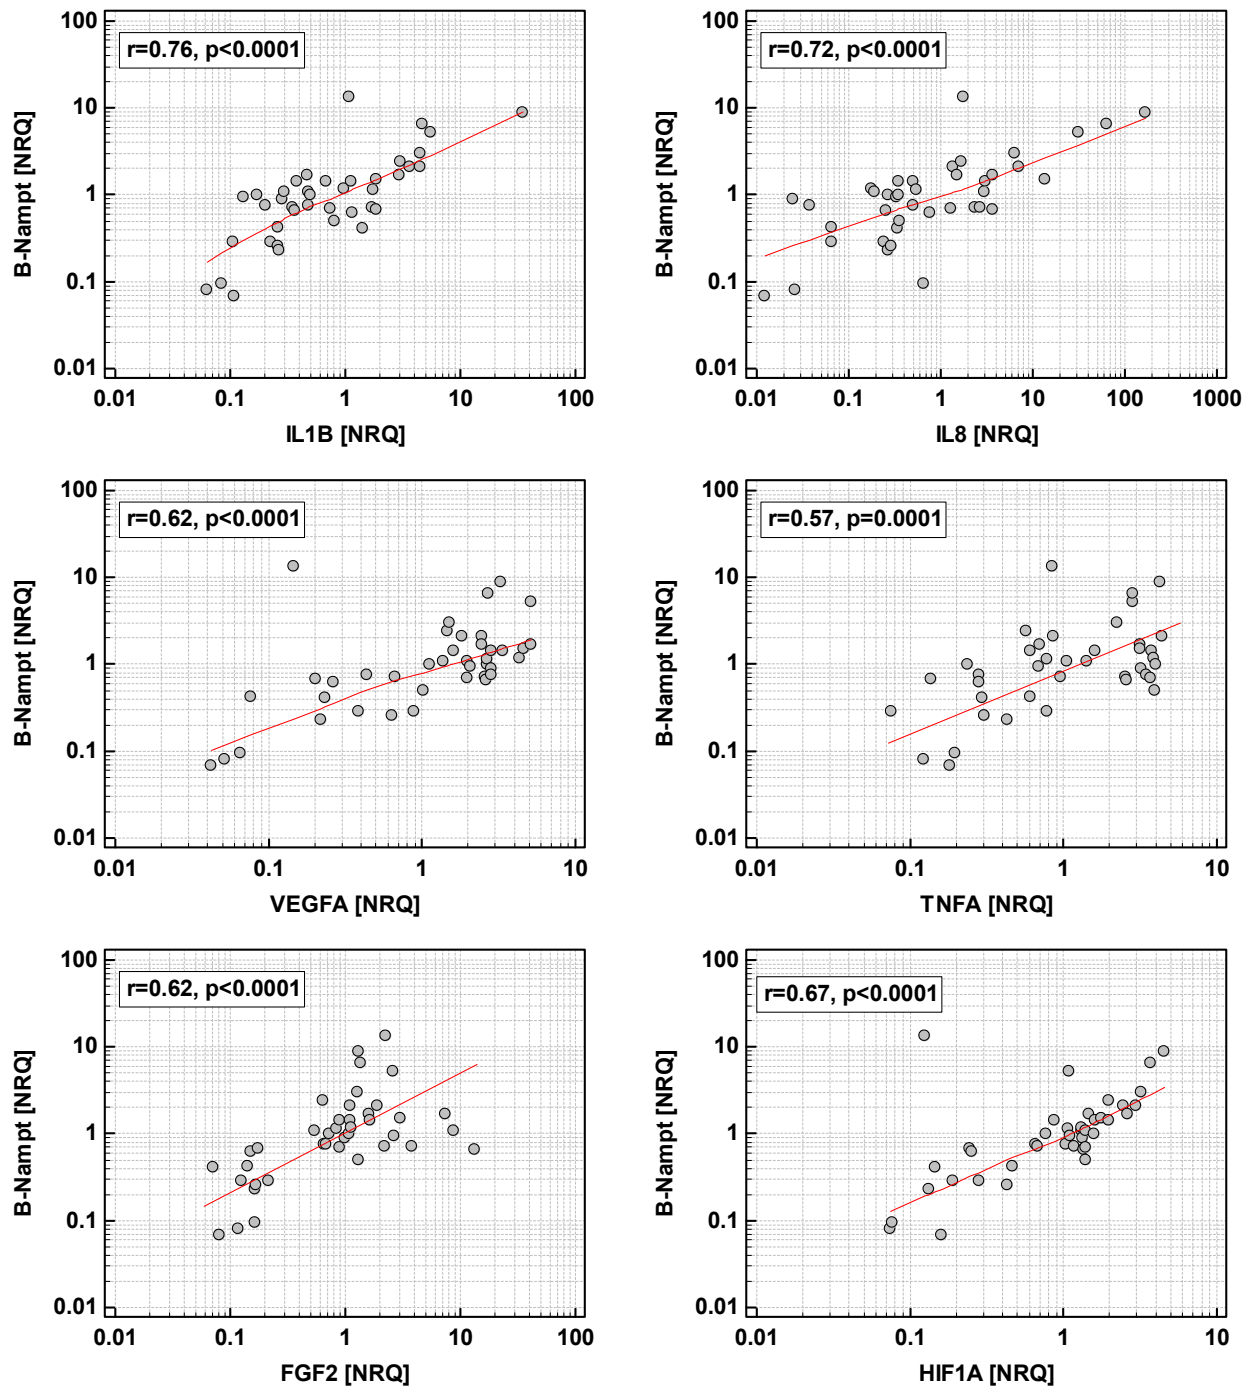 r=0.76, p<0.0001
B-Nampt [NRQ]
100
10
1
0.1
0.01
0.01 0.1 1 10 100
IL1B [NRQ]
r=0.72, p<0.0001
B-Nampt [NRQ]
100
10
1
0.1
0.01
0.01 0.1 1 10 100 1000
IL8 [NRQ]
r=0.62, p<0.0001
B-Nampt [NRQ]
100
10
1
0.1
0.01
0.01 0.1 1 10
VEGFA [NRQ]
r=0.57, p=0.0001
B-Nampt [NRQ]
100
10
1
0.1
0.01
0.01 0.1 1 10
TNFA [NRQ]
r=0.62, p<0.0001
B-Nampt [NRQ]
100
10
1
0.1
0.01
0.01 0.1 1 10 100
FGF2 [NRQ]
r=0.67, p<0.0001
B-Nampt [NRQ]
100
10
1
0.1
0.01
0.01 0.1 1 10
HIF1A [NRQ]